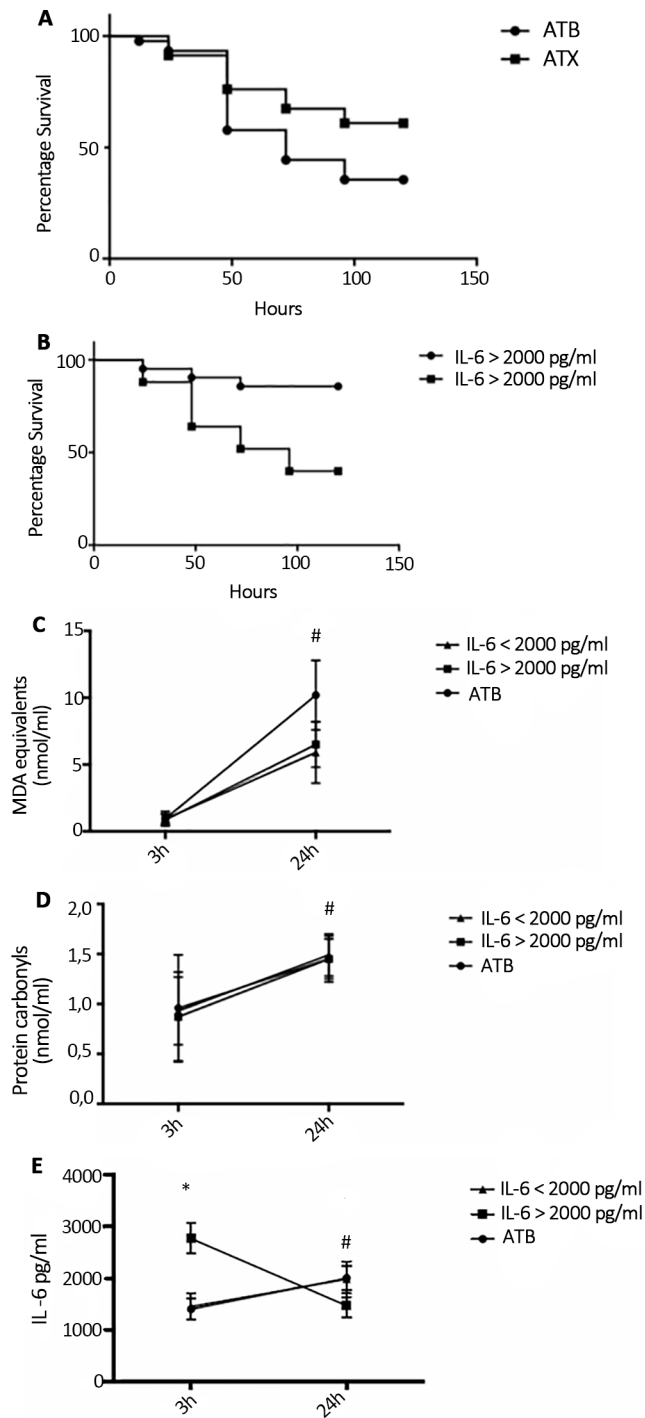 A
Percentage Survival
100
50
0
0 50 100 150
Hours
ATB
ATX
B
Percentage Survival
100
50
0
0 50 100 150
Hours
IL-6 > 2000 pg/ml
IL-6 > 2000 pg/ml
C
MDA equivalents
(nmol/ml)
15
10
5
0
#
3h 24h
IL-6 < 2000 pg/ml
IL-6 > 2000 pg/ml
ATB
D
Protein carbonyls
(nmol/ml)
2,0
1,5
1,0
0,5
0,0
#
3h 24h
IL-6 < 2000 pg/ml
IL-6 > 2000 pg/ml
ATB
E
IL -6 pg/ml
4000
3000
2000
1000
0
*
#
3h 24h
IL-6 < 2000 pg/ml
IL-6 > 2000 pg/ml
ATB